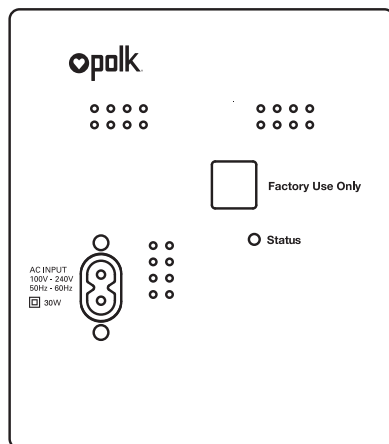 polk
Factory Use Only
Status
AC INPUT
100V - 240V
50Hz - 60Hz
30W